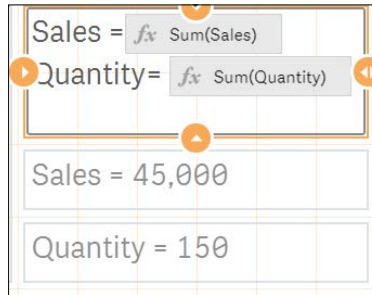 Sales = fx Sum(Sales)
Quantity= fx Sum(Quantity)
Sales = 45,000
Quantity = 150